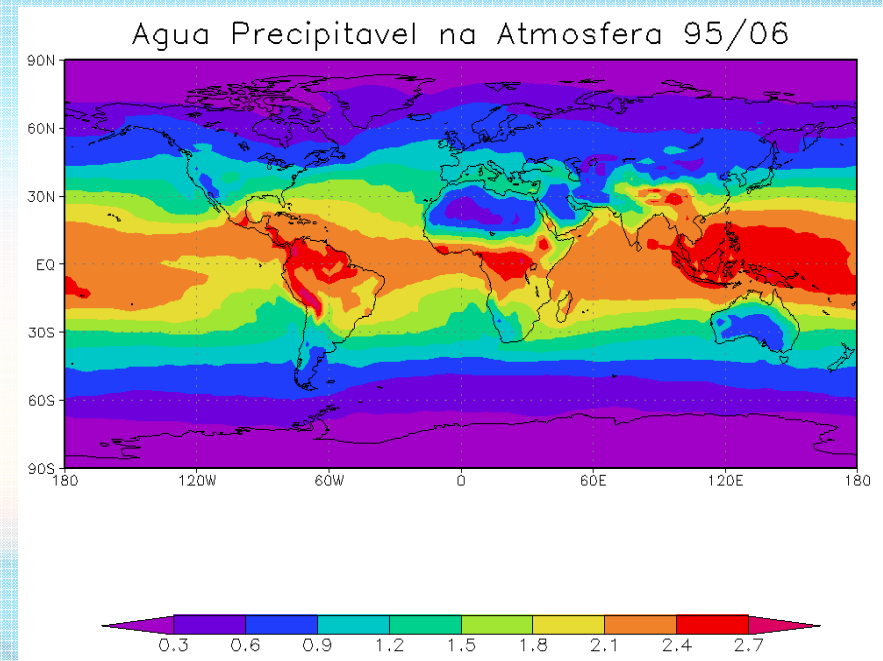 Agua Precipitavel na Atmosfera 95/06
90N
60N
30N
EQ
30S
60S
90S
180 120W 60W 0 60E 120E 180
0.3 0.6 0.9 1.2 1.5 1.8 2.1 2.4 2.7